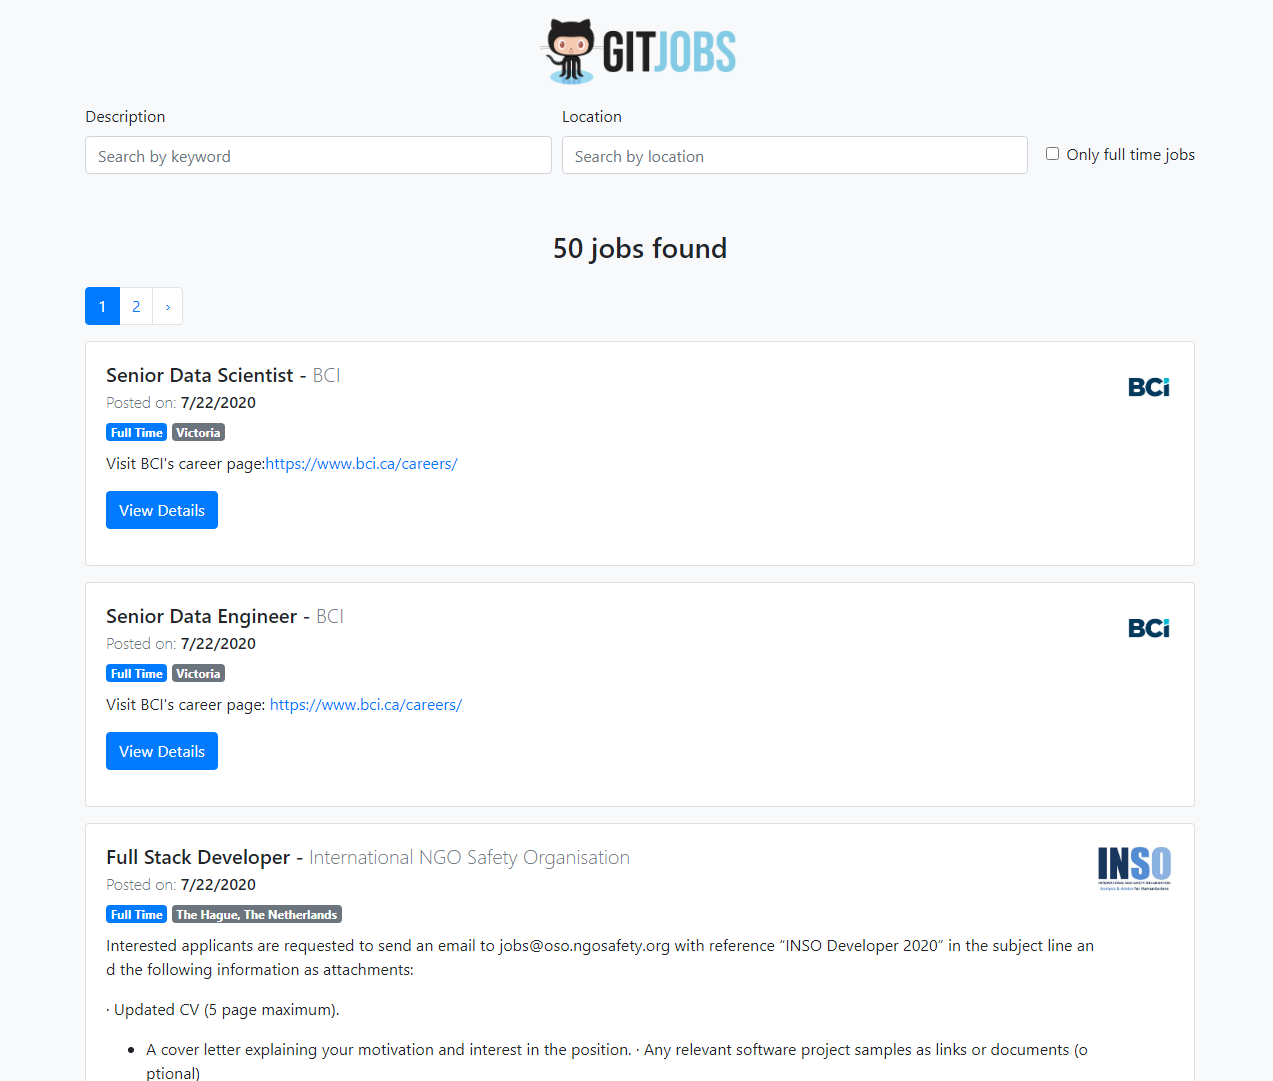 GITJOBS
Description
Location
Search by keyword
Search by location
Only full time jobs
50 jobs found
1 2 ›
Senior Data Scientist - BCI
BCi
Posted on: 7/22/2020
Full Time Victoria
Visit BCI's career page:https://www.bci.ca/careers/
View Details
Senior Data Engineer - BCI
BCi
Posted on: 7/22/2020
Full Time Victoria
Visit BCI's career page: https://www.bci.ca/careers/
View Details
Full Stack Developer - International NGO Safety Organisation
INSO
Posted on: 7/22/2020
Full Time The Hague, The Netherlands
Interested applicants are requested to send an email to jobs@oso.ngosafety.org with reference “INSO Developer 2020” in the subject line an
d the following information as attachments:
· Updated CV (5 page maximum).
• A cover letter explaining your motivation and interest in the position. · Any relevant software project samples as links or documents (o
ptional)